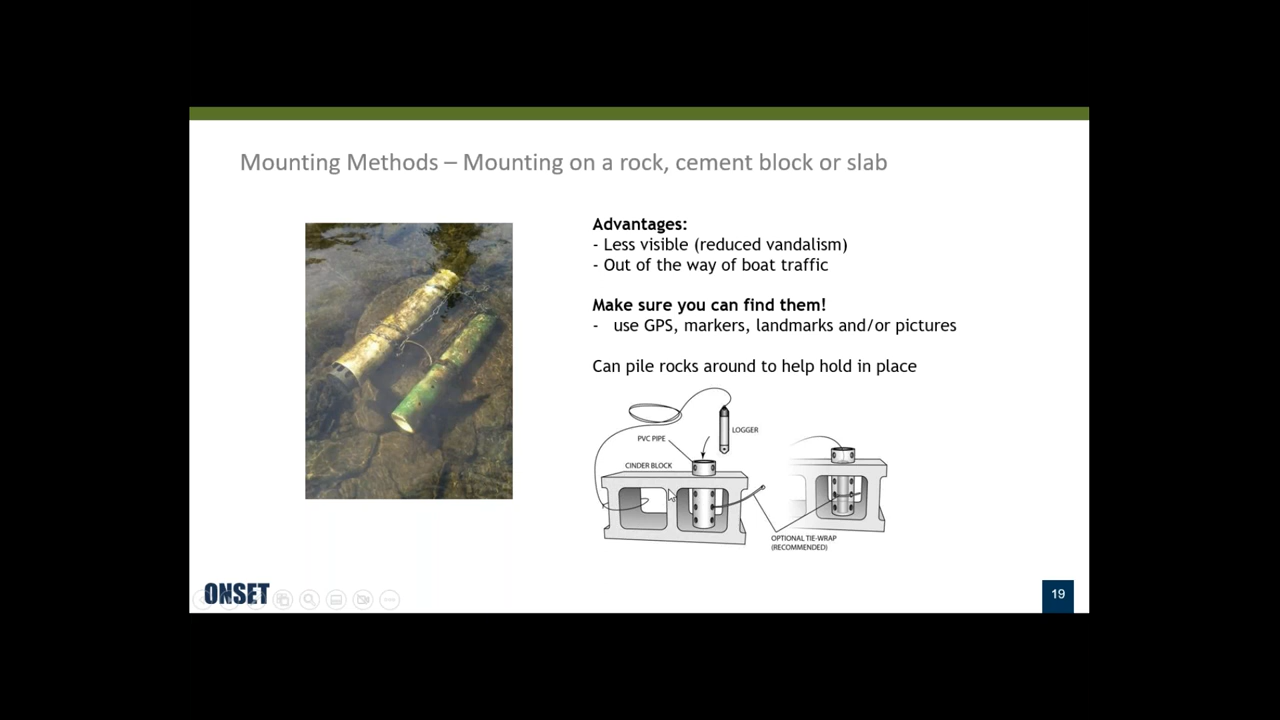 Mounting Methods – Mounting on a rock, cement block or slab
Advantages:
- Less visible (reduced vandalism)
- Out of the way of boat traffic
Make sure you can find them!
- use GPS, markers, landmarks and/or pictures
Can pile rocks around to help hold in place
LOGGER
PVC PIPE
CINDER BLOCK
OPTIONAL TIE-WRAP
(RECOMMENDED)
ONSET
19